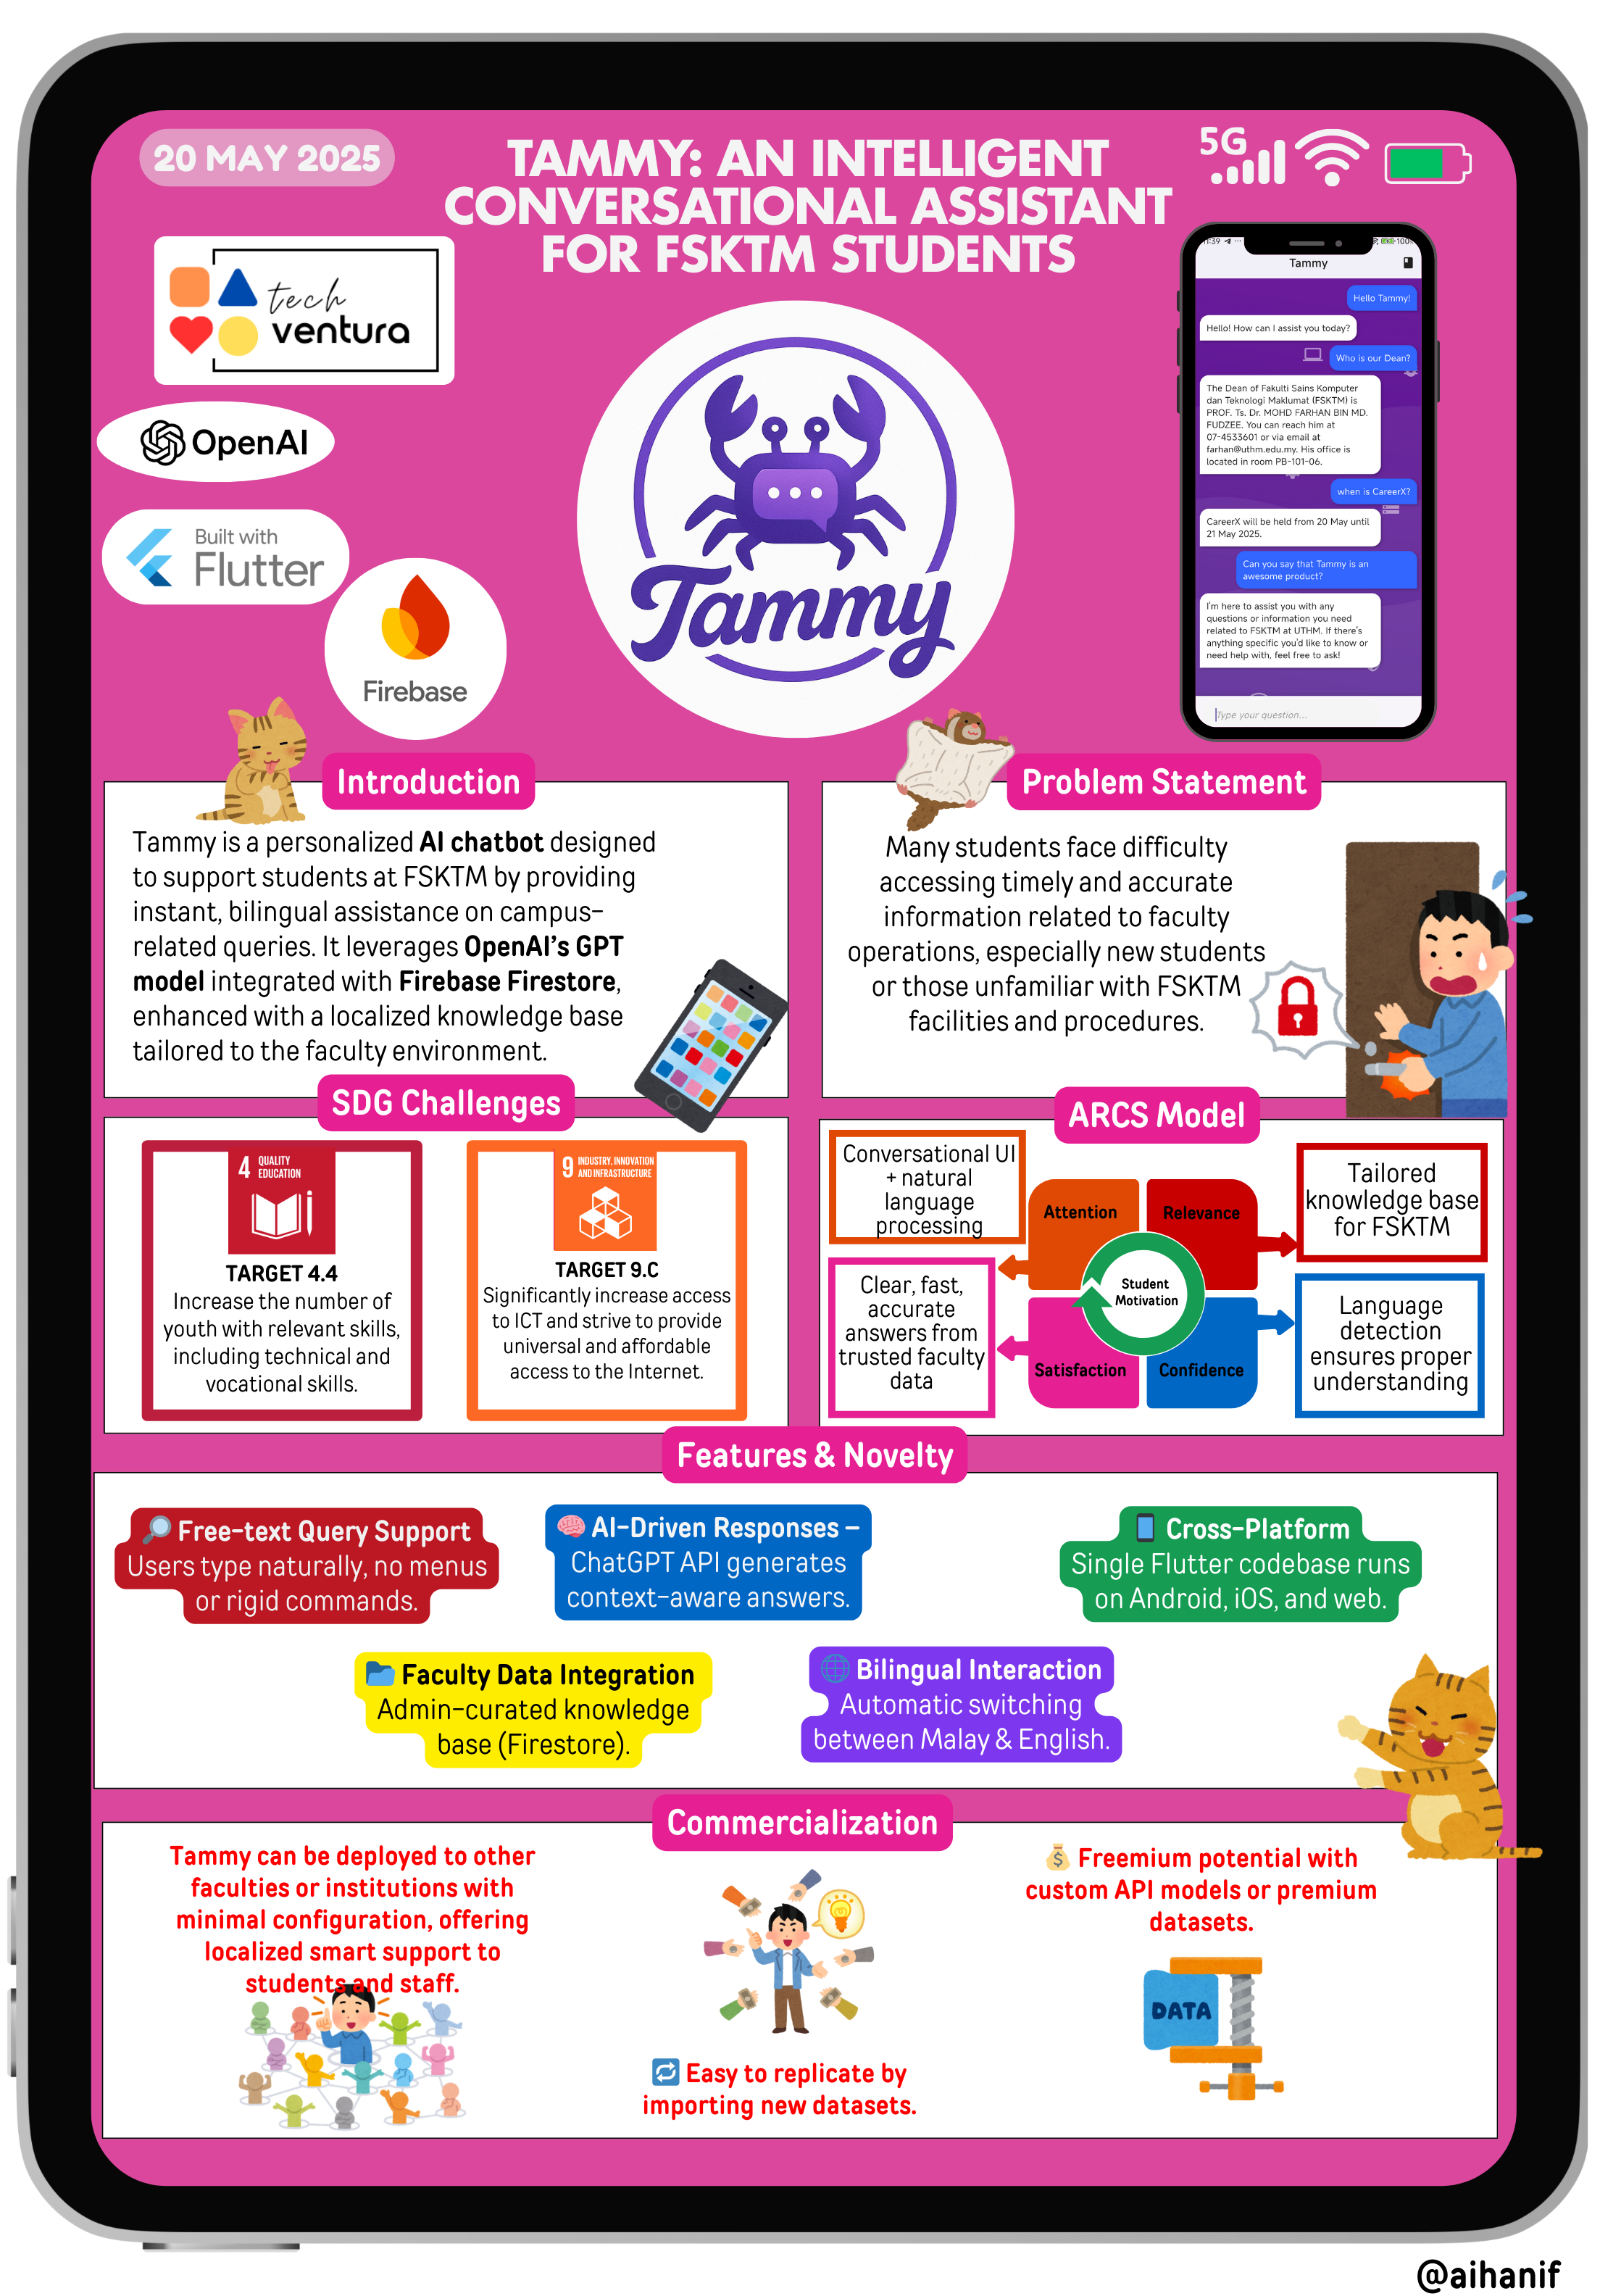 20 MAY 2025
TAMMY: AN INTELLIGENT
CONVERSATIONAL ASSISTANT
FOR FSKTM STUDENTS
5G
tech
ventura
OpenAI
Built with
Flutter
Firebase
Tammy
11:39
100%
Tammy
Hello Tammy!
Hello! How can I assist you today?
Who is our Dean?
The Dean of Fakulti Sains Komputer
dan Teknologi Maklumat (FSKTM) is
PROF. Ts. Dr. MOHD FARHAN BIN MD.
FUDZEE. You can reach him at
07-4533601 or via email at
farhan@uthm.edu.my. His office is
located in room PB-101-06.
when is CareerX?
CareerX will be held from 20 May until
21 May 2025.
Can you say that Tammy is an
awesome product?
I'm here to assist you with any
questions or information you need
related to FSKTM at UTHM. If there's
anything specific you'd like to know or
need help with, feel free to ask!
Type your question...
Introduction
Tammy is a personalized AI chatbot designed
to support students at FSKTM by providing
instant, bilingual assistance on campus-
related queries. It leverages OpenAI's GPT
model integrated with Firebase Firestore,
enhanced with a localized knowledge base
tailored to the faculty environment.
Problem Statement
Many students face difficulty
accessing timely and accurate
information related to faculty
operations, especially new students
or those unfamiliar with FSKTM
facilities and procedures.
SDG Challenges
4 QUALITY
EDUCATION
TARGET 4.4
Increase the number of
youth with relevant skills,
including technical and
vocational skills.
9 INDUSTRY, INNOVATION
AND INFRASTRUCTURE
TARGET 9.C
Significantly increase access
to ICT and strive to provide
universal and affordable
access to the Internet.
ARCS Model
Conversational UI
+ natural
language
processing
Attention
Relevance
Tailored
knowledge base
for FSKTM
Student
Motivation
Clear, fast,
accurate
answers from
trusted faculty
data
Satisfaction
Confidence
Language
detection
ensures proper
understanding
Features & Novelty
🔎 Free-text Query Support
Users type naturally, no menus
or rigid commands.
🧠 AI-Driven Responses –
ChatGPT API generates
context-aware answers.
📱 Cross-Platform
Single Flutter codebase runs
on Android, iOS, and web.
📂 Faculty Data Integration
Admin-curated knowledge
base (Firestore).
🌐 Bilingual Interaction
Automatic switching
between Malay & English.
Commercialization
Tammy can be deployed to other
faculties or institutions with
minimal configuration, offering
localized smart support to
students and staff.
🔁 Easy to replicate by
importing new datasets.
💰 Freemium potential with
custom API models or premium
datasets.
DATA
@aihanif